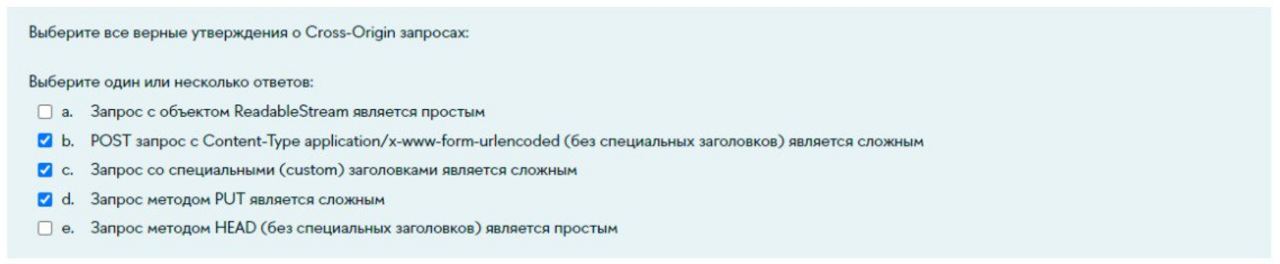 Выберите все верные утверждения о Cross-Origin запросах:
Выберите один или несколько ответов:
a. Запрос с объектом ReadableStream является простым
b. POST запрос с Content-Type application/x-www-form-urlencoded (без специальных заголовков) является сложным
c. Запрос со специальными (custom) заголовками является сложным
d. Запрос методом PUT является сложным
e. Запрос методом HEAD (без специальных заголовков) является простым